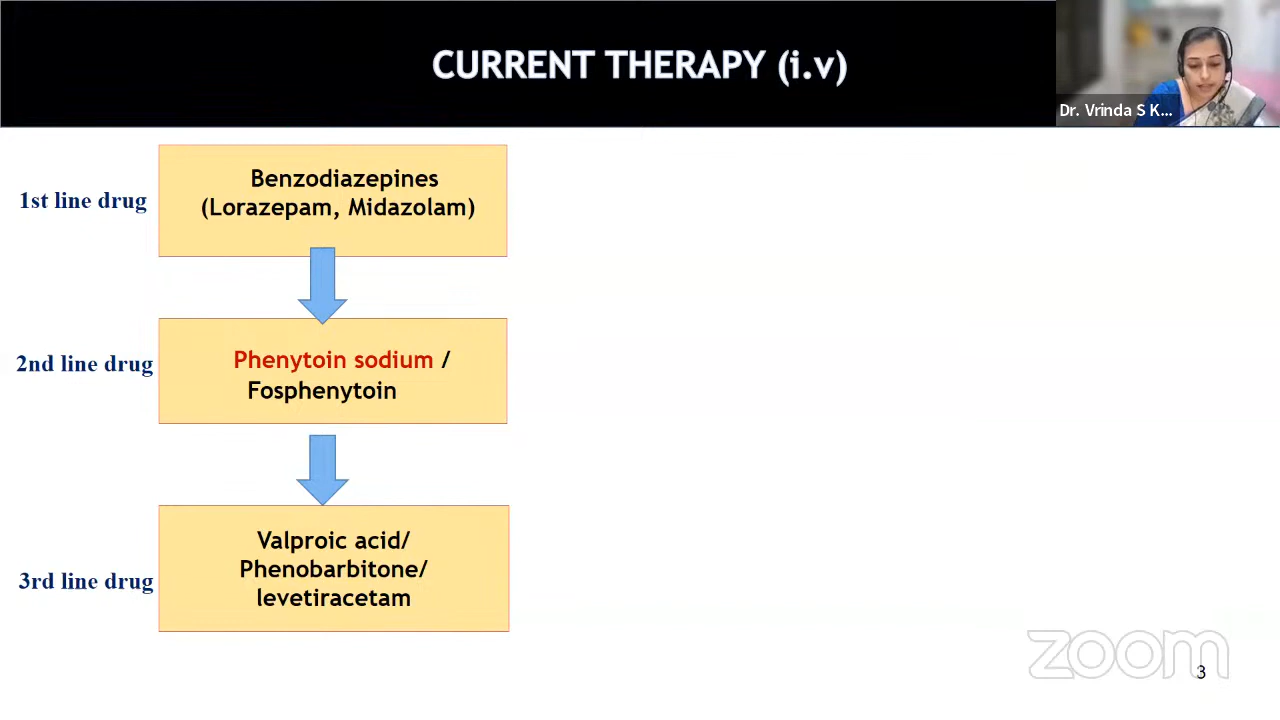 CURRENT THERAPY (i.v)
Dr. Vrinda S K...
1st line drug
Benzodiazepines
(Lorazepam, Midazolam)
2nd line drug
Phenytoin sodium /
Fosphenytoin
3rd line drug
Valproic acid/
Phenobarbitone/
levetiracetam
zoom
3